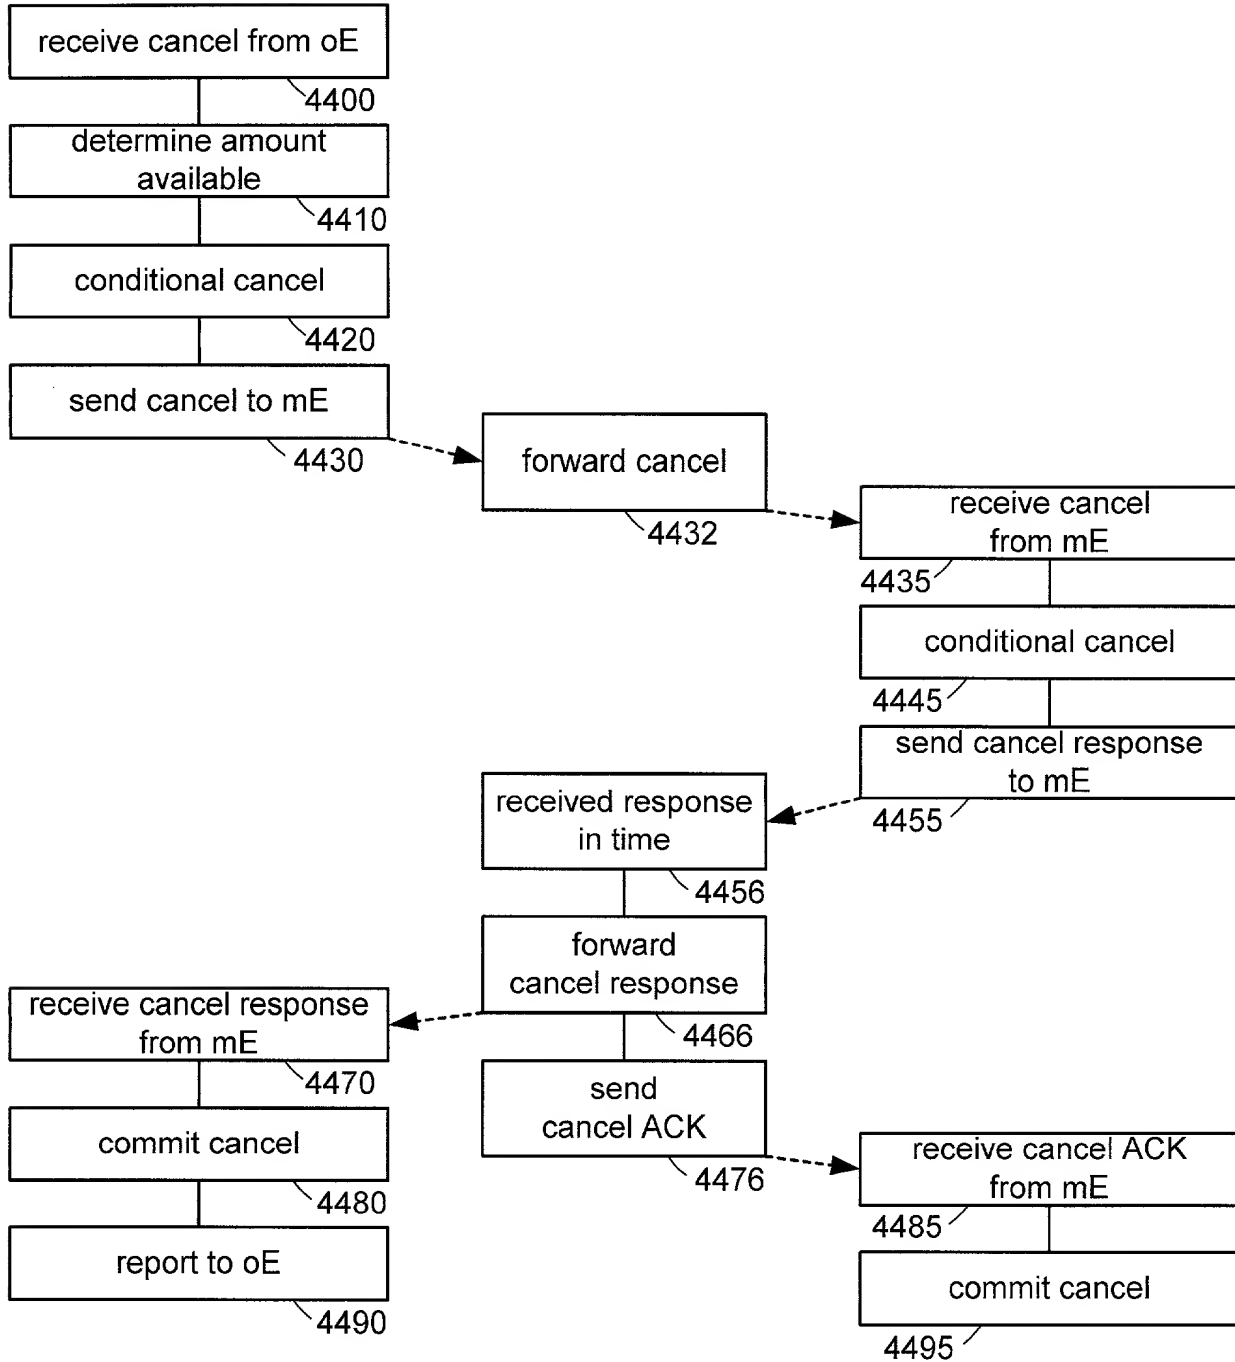 receive cancel from oE
4400
determine amount
available
4410
conditional cancel
4420
send cancel to mE
4430
forward cancel
4432
receive cancel
from mE
4435
conditional cancel
4445
send cancel response
to mE
4455
received response
in time
4456
forward
cancel response
4466
receive cancel response
from mE
4470
send
cancel ACK
4476
commit cancel
4480
receive cancel ACK
from mE
4485
report to oE
4490
commit cancel
4495